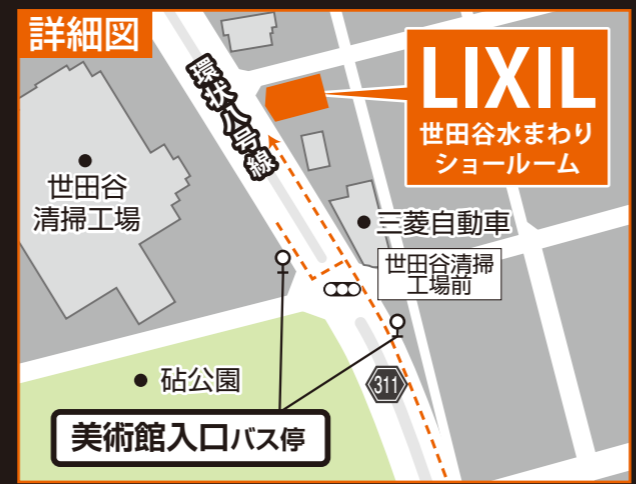 詳細図
環状八号線
LIXIL
世田谷水まわり
ショールーム
世田谷
清掃工場
三菱自動車
世田谷清掃
工場前
311
砧公園
美術館入口バス停